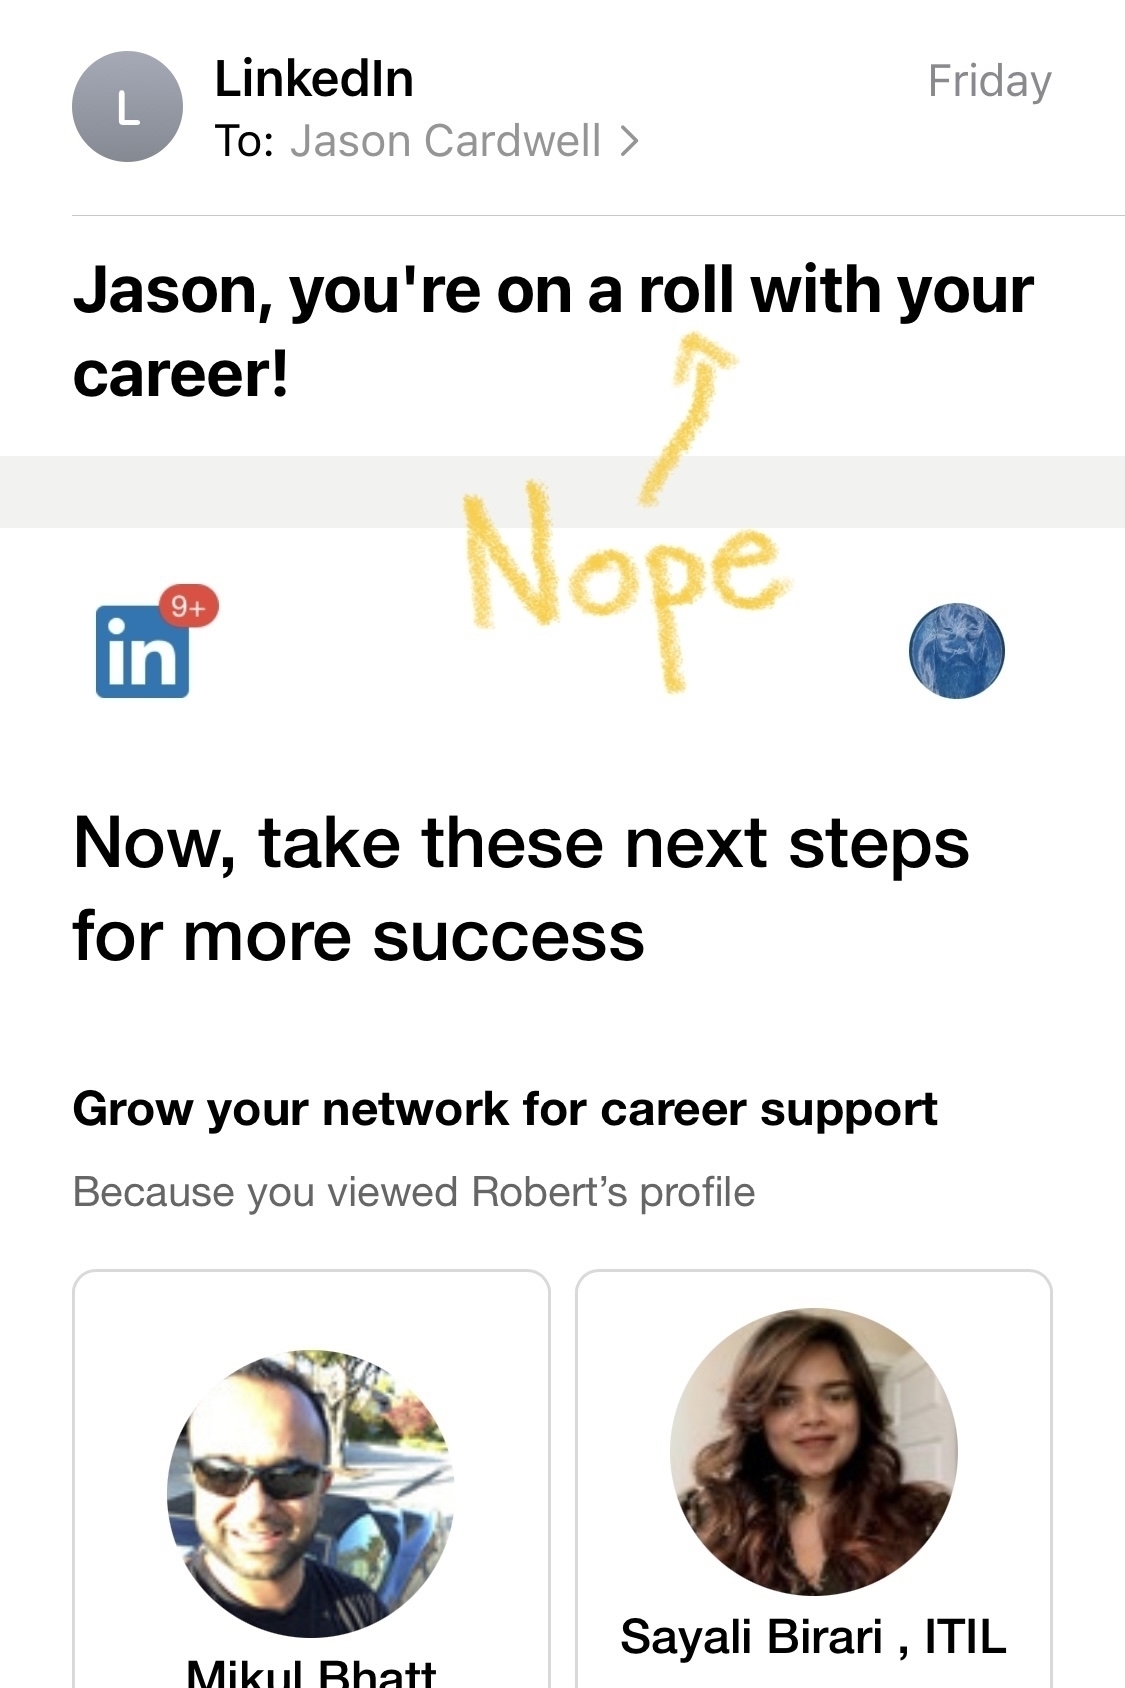 L
LinkedIn
Friday
To: Jason Cardwell >
Jason, you're on a roll with your
career!
Nope
in
9+
Now, take these next steps
for more success
Grow your network for career support
Because you viewed Robert’s profile
Mikul Bhatt
Sayali Birari , ITIL